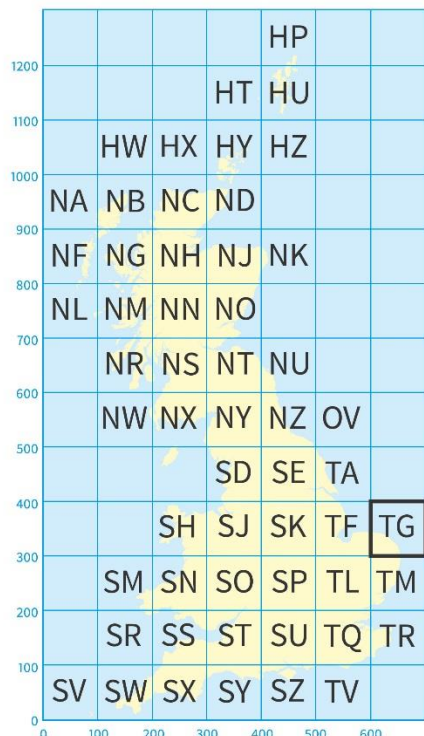 HP
1200
HT HU
1100
HW HX HY HZ
1000
NA NB NC ND
900
NF NG NH NJ NK
800
NL NM NN NO
700
NR NS NT NU
600
NW NX NY NZ OV
500
SD SE TA
400
SH SJ SK TF TG
300
SM SN SO SP TL TM
200
SR SS ST SU TQ TR
100
SV SW SX SY SZ TV
0
0 100 200 300 400 500 600